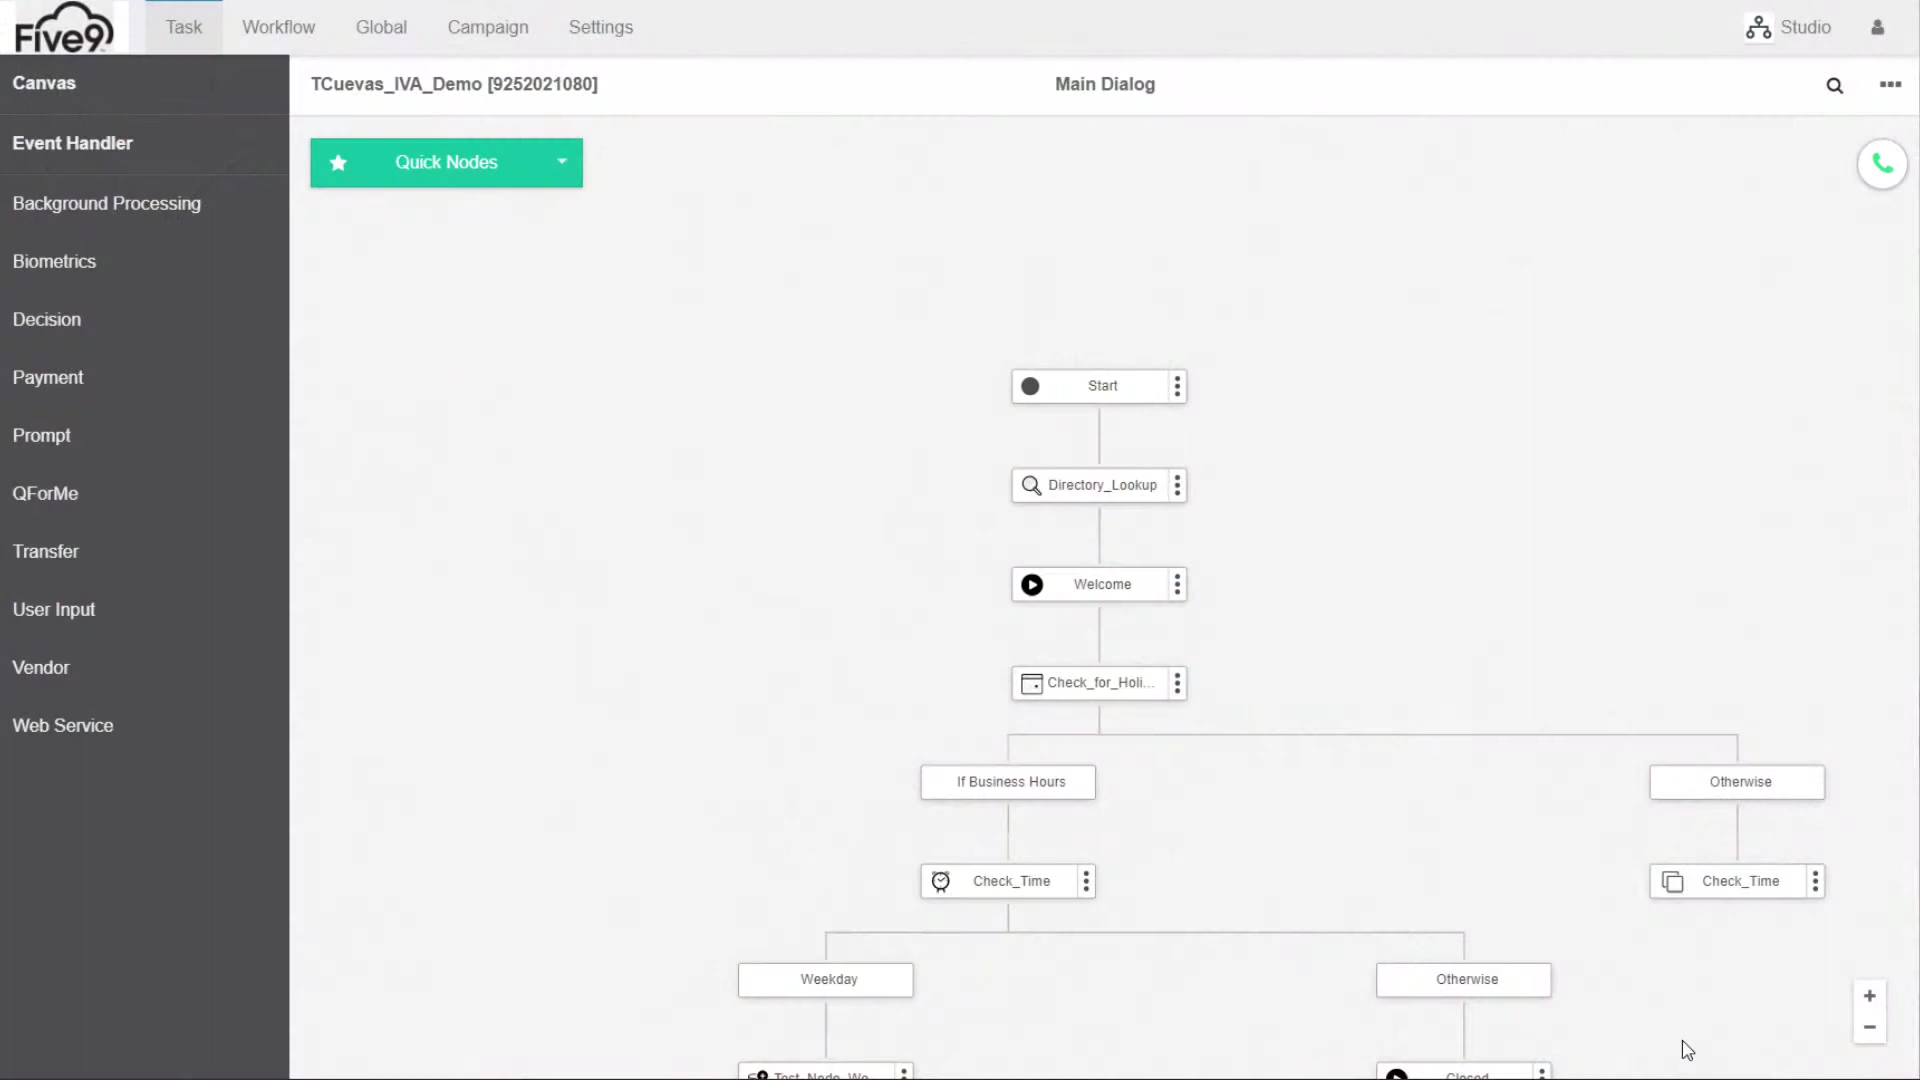 Five9 Task Workflow Global Campaign Settings Studio
Canvas
TCuevas_IVA_Demo [9252021080] Main Dialog
Event Handler
Quick Nodes
Background Processing
Biometrics
Decision
Payment
Prompt
QForMe
Transfer
User Input
Vendor
Web Service
Start
Directory_Lookup
Welcome
Check_for_Holi...
If Business Hours Otherwise
Check_Time Check_Time
Weekday Otherwise
Test_Node_We... Closed